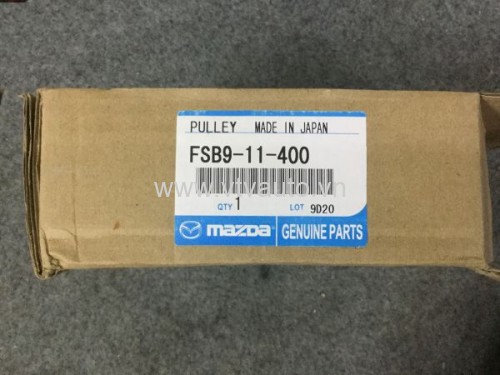 PULLEY MADE IN JAPAN
FSB9-11-400
QTY 1 LOT 9D20
mazda GENUINE PARTS